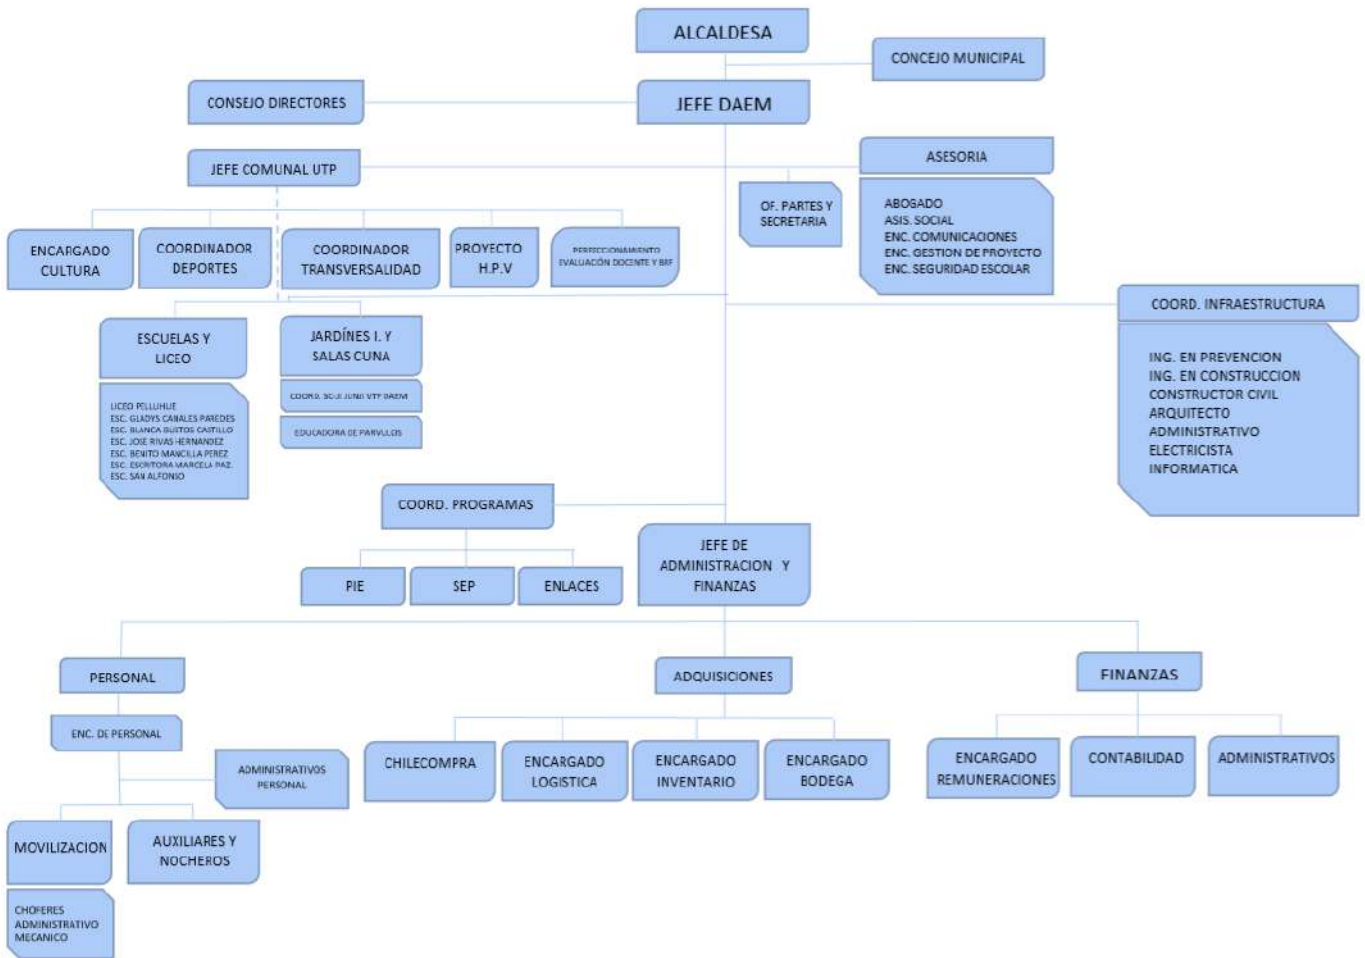 ALCALDESA
CONCEJO MUNICIPAL
CONSEJO DIRECTORES
JEFE DAEM
JEFE COMUNAL UTP
ASESORIA
OF. PARTES Y
SECRETARIA
ABOGADO
ASIS. SOCIAL
ENC. COMUNICACIONES
ENC. GESTION DE PROYECTO
ENC. SEGURIDAD ESCOLAR
ENCARGADO
CULTURA
COORDINADOR
DEPORTES
COORDINADOR
TRANSVERSALIDAD
PROYECTO
H.P.V
PERFECCIONAMIENTO
EVALUACIÓN DOCENTE Y BRP
COORD. INFRAESTRUCTURA
ING. EN PREVENCION
ING. EN CONSTRUCCION
CONSTRUCTOR CIVIL
ARQUITECTO
ADMINISTRATIVO
ELECTRICISTA
INFORMATICA
ESCUELAS Y
LICEO
JARDÍNES I. Y
SALAS CUNA
LICEO PELLUHUE
ESC. GLADYS CANALES PAREDES
ESC. BLANCA BUSTOS CASTILLO
ESC. JOSE RIVAS HERNANDEZ
ESC. BENITO MANCILLA PEREZ
ESC. ESCRITORA MARCELA PAZ.
ESC. SAN ALFONSO
COORD. JUNJI VTF DAEM
EDUCADORA DE PARVULOS
COORD. PROGRAMAS
PIE
SEP
ENLACES
JEFE DE
ADMINISTRACION Y
FINANZAS
PERSONAL
ADQUISICIONES
FINANZAS
ENC. DE PERSONAL
ADMINISTRATIVOS
PERSONAL
CHILECOMPRA
ENCARGADO
LOGISTICA
ENCARGADO
INVENTARIO
ENCARGADO
BODEGA
ENCARGADO
REMUNERACIONES
CONTABILIDAD
ADMINISTRATIVOS
MOVILIZACION
AUXILIARES Y
NOCHEROS
CHOFERES
ADMINISTRATIVO
MECANICO